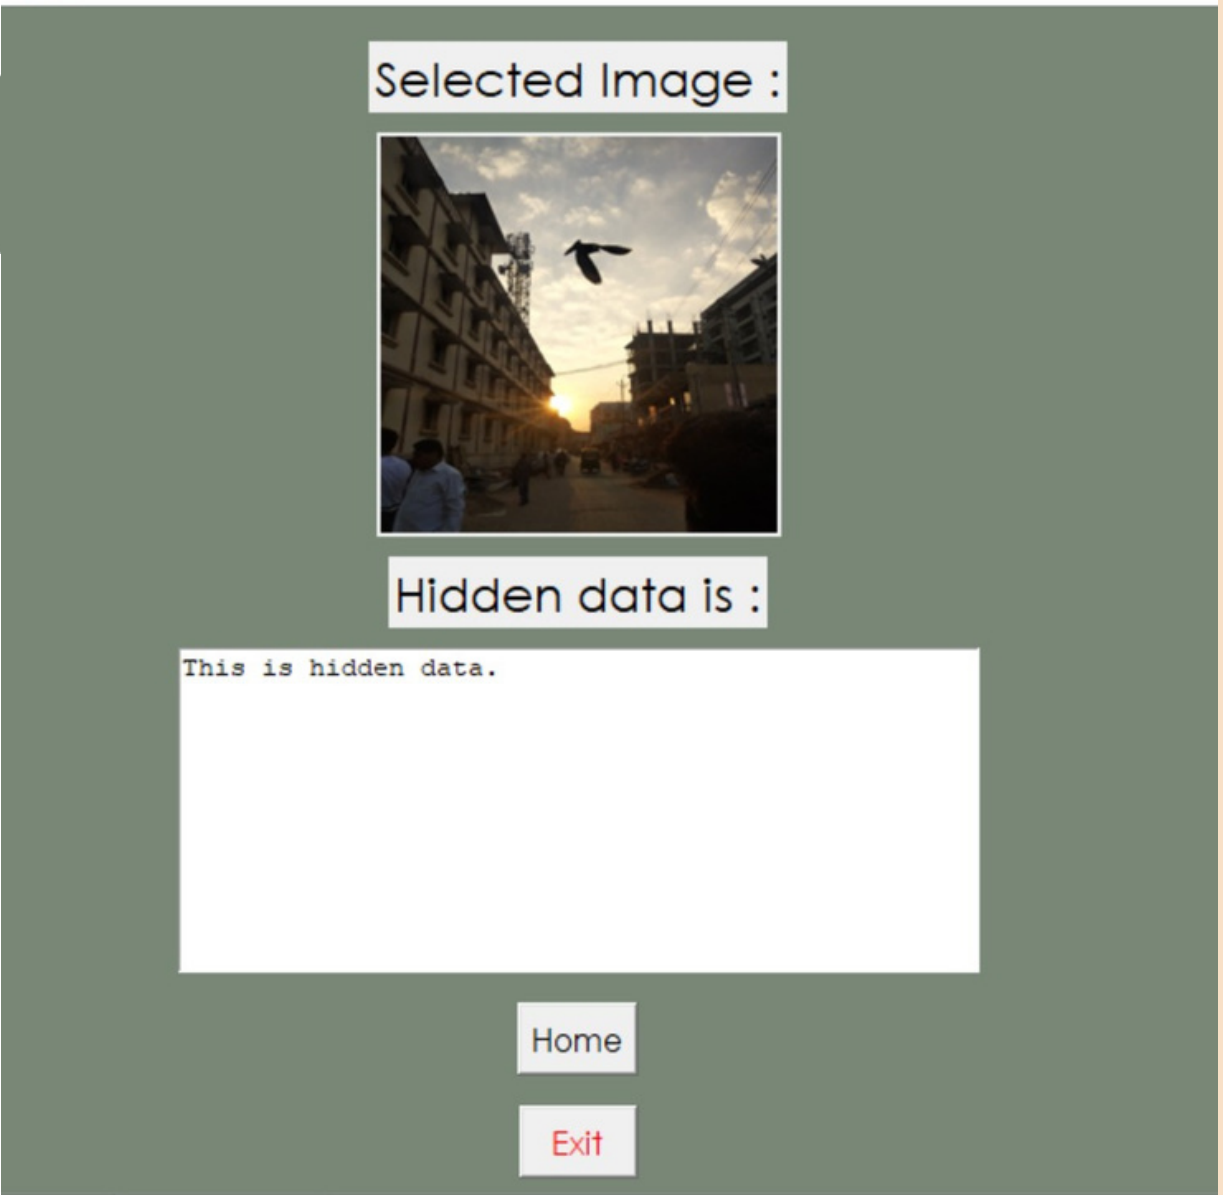 Selected Image :
Hidden data is :
This is hidden data.
Home
Exit